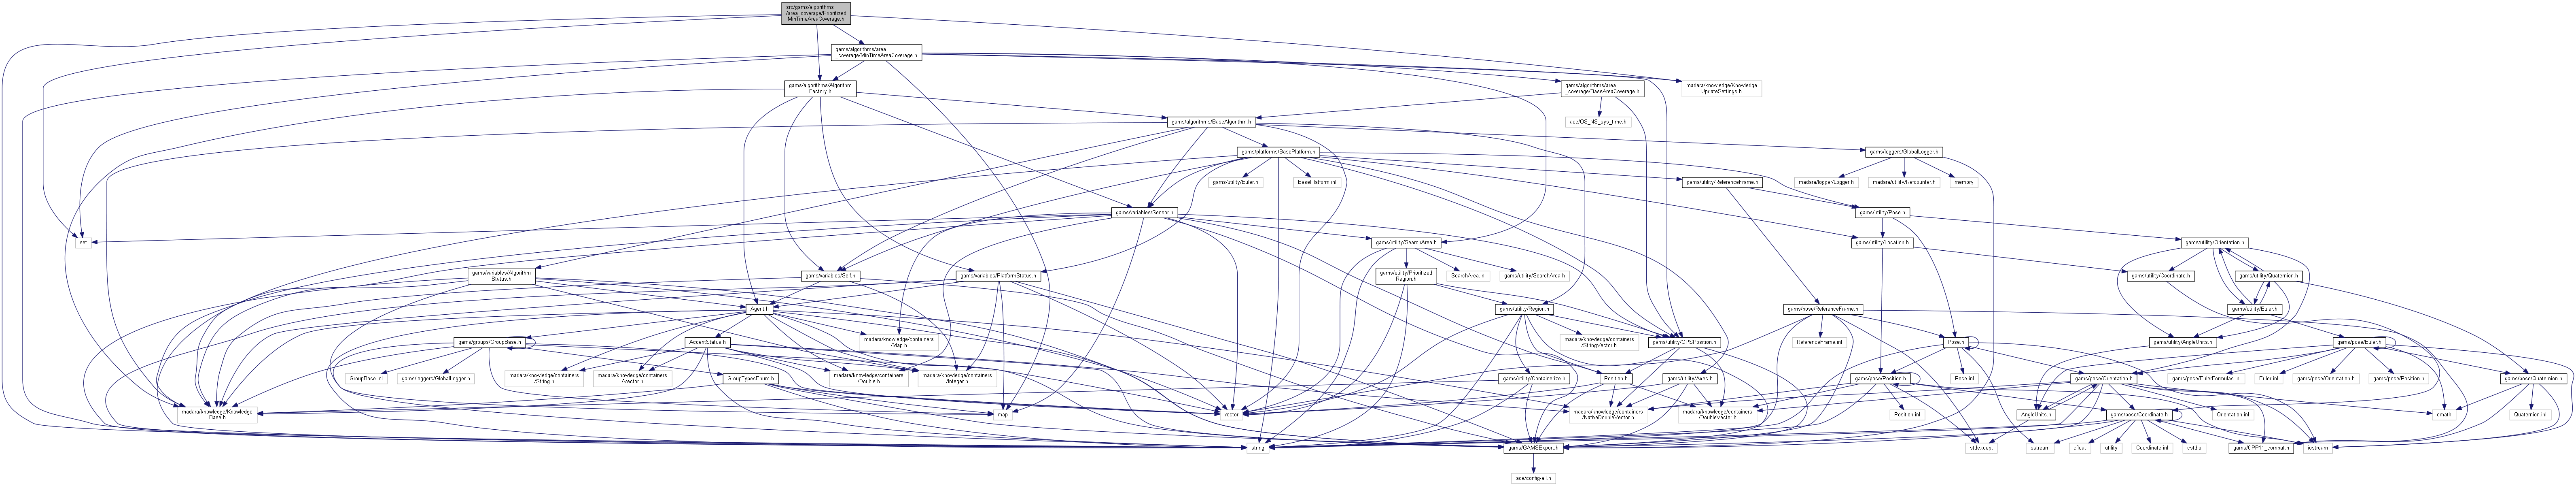 src/gams/algorithms
/area_coverage/Prioritized
MinTimeAreaCoverage.h
gams/algorithms/area
_coverage/MinTimeAreaCoverage.h
gams/algorithms/Algorithm
Factory.h
gams/algorithms/area
_coverage/BaseAreaCoverage.h
madara/knowledge/Knowledge
UpdateSettings.h
gams/algorithms/BaseAlgorithm.h
ace/OS_NS_sys_time.h
gams/platforms/BasePlatform.h
gams/loggers/GlobalLogger.h
gams/utility/Euler.h
BasePlatform.inl
gams/utility/ReferenceFrame.h
madara/logger/Logger.h
madara/utility/Refcounter.h
memory
gams/variables/Sensor.h
gams/utility/Pose.h
set
gams/utility/SearchArea.h
gams/utility/Location.h
gams/utility/Orientation.h
gams/variables/Algorithm
Status.h
gams/variables/Self.h
gams/variables/PlatformStatus.h
gams/utility/Prioritized
Region.h
SearchArea.inl
gams/utility/SearchArea.h
gams/utility/Coordinate.h
gams/utility/Quaternion.h
Agent.h
gams/utility/Region.h
gams/pose/ReferenceFrame.h
gams/utility/Euler.h
gams/groups/GroupBase.h
AccentStatus.h
madara/knowledge/containers
/Map.h
madara/knowledge/containers
/StringVector.h
gams/utility/GPSPosition.h
ReferenceFrame.inl
Pose.h
gams/utility/AngleUnits.h
gams/pose/Euler.h
GroupBase.inl
gams/loggers/GlobalLogger.h
madara/knowledge/containers
/String.h
madara/knowledge/containers
/Vector.h
GroupTypesEnum.h
madara/knowledge/containers
/Double.h
madara/knowledge/containers
/Integer.h
gams/utility/Containerize.h
Position.h
gams/utility/Axes.h
gams/pose/Position.h
Pose.inl
gams/pose/Orientation.h
gams/pose/EulerFormulas.inl
Euler.inl
gams/pose/Orientation.h
gams/pose/Position.h
gams/pose/Quaternion.h
madara/knowledge/Knowledge
Base.h
map
vector
madara/knowledge/containers
/NativeDoubleVector.h
madara/knowledge/containers
/DoubleVector.h
Position.inl
AngleUnits.h
gams/pose/Coordinate.h
Orientation.inl
cmath
Quaternion.inl
string
gams/GAMSExport.h
stdexcept
sstream
cfloat
utility
Coordinate.inl
cstdio
gams/CPP11_compat.h
iostream
ace/config-all.h